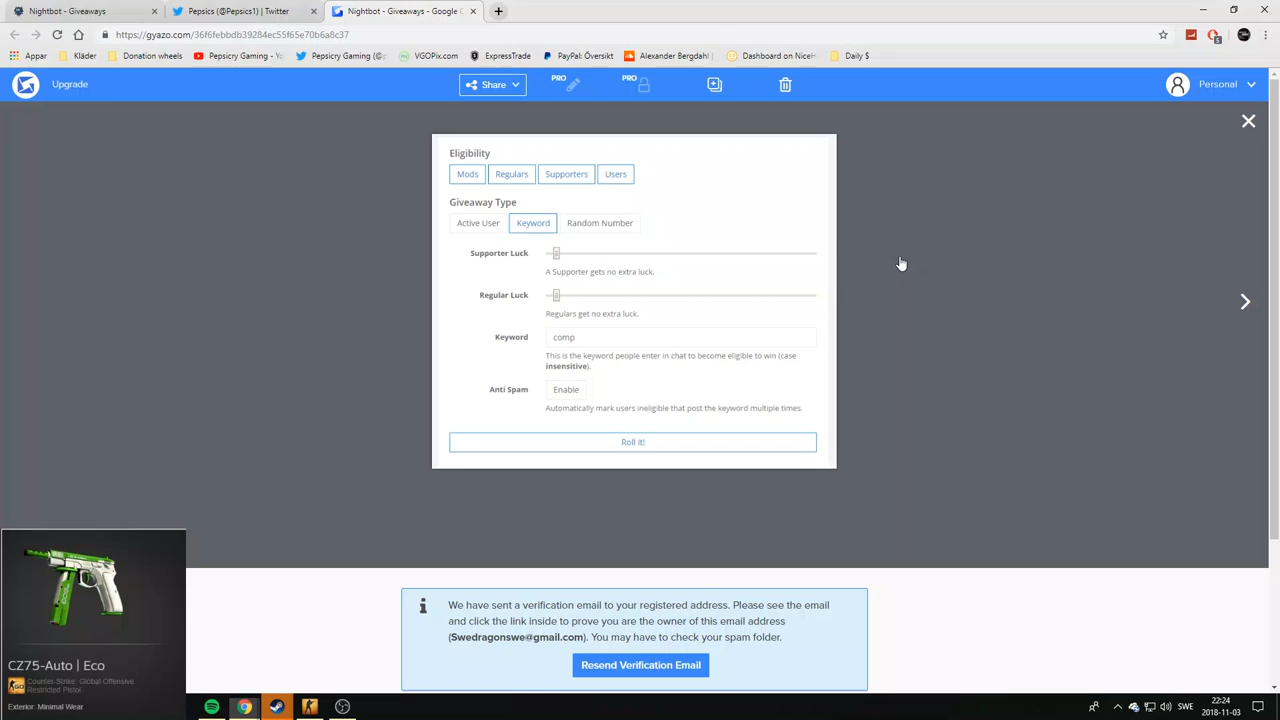 Nightbot - Giveaways
Pepsicry (@Pepsics1) | Twitter
Nightbot - Giveaways - Google C
https://gyazo.com/36f6febbdb39284ec55f65e70b6a8c37
Appar
Kläder
Donation wheels
Pepsicry Gaming - Yo
Pepsicry Gaming (@p
VGOPix.com
ExpressTrade
PayPal: Översikt
Alexander Bergdahl |
Dashboard on NiceH
Daily $
Upgrade
Share
PRO
PRO
Personal
Eligibility
Mods Regulars Supporters Users
Giveaway Type
Active User Keyword Random Number
Supporter Luck
A Supporter gets no extra luck.
Regular Luck
Regulars get no extra luck.
Keyword comp
This is the keyword people enter in chat to become eligible to win (case
insensitive).
Anti Spam Enable
Automatically mark users ineligible that post the keyword multiple times.
Roll it!
We have sent a verification email to your registered address. Please see the email
and click the link inside to prove you are the owner of this email address
(Swedragonswe@gmail.com). You may have to check your spam folder.
Resend Verification Email
CZ75-Auto | Eco
Counter-Strike: Global Offensive
Restricted Pistol
Exterior: Minimal Wear
SWE
22:24
2018-11-03